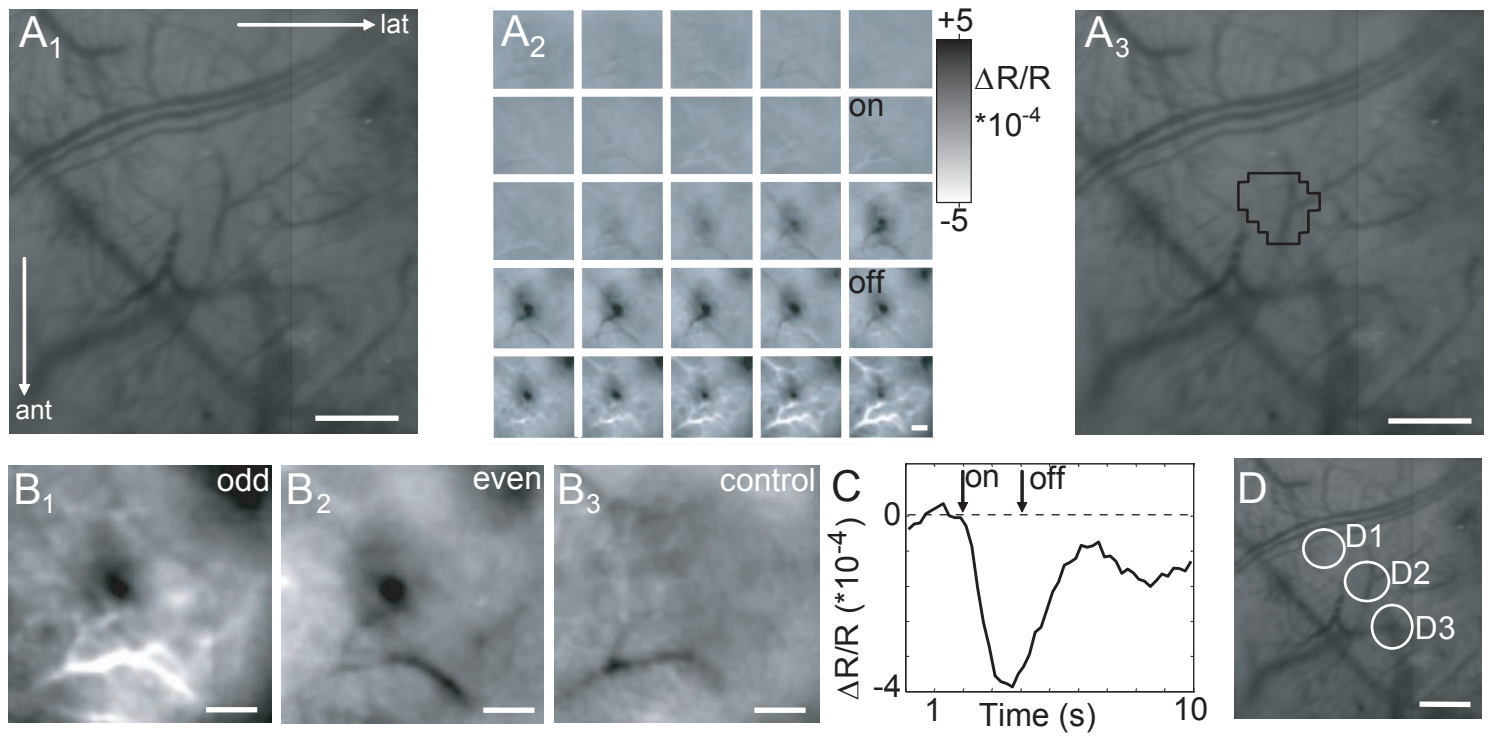 A1
lat
ant
A2
on
off
+5
ΔR/R
*10-4
-5
A3
B1
odd
B2
even
B3
control
C
on
off
0
-4
ΔR/R (*10-4)
1
Time (s)
10
D
D1
D2
D3